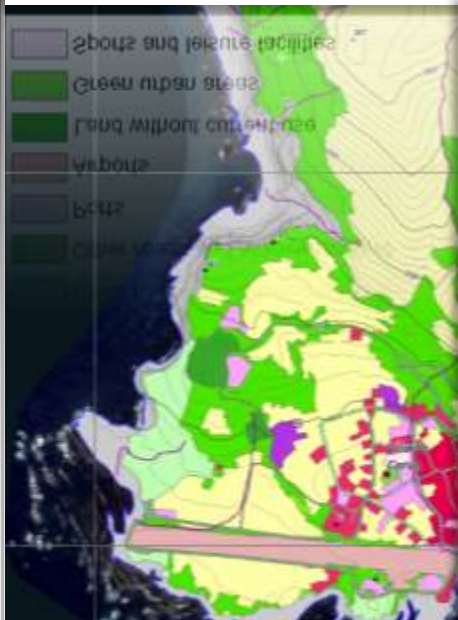 Ports
Airports
Land without current use
Green urban areas
Sports and leisure facilities